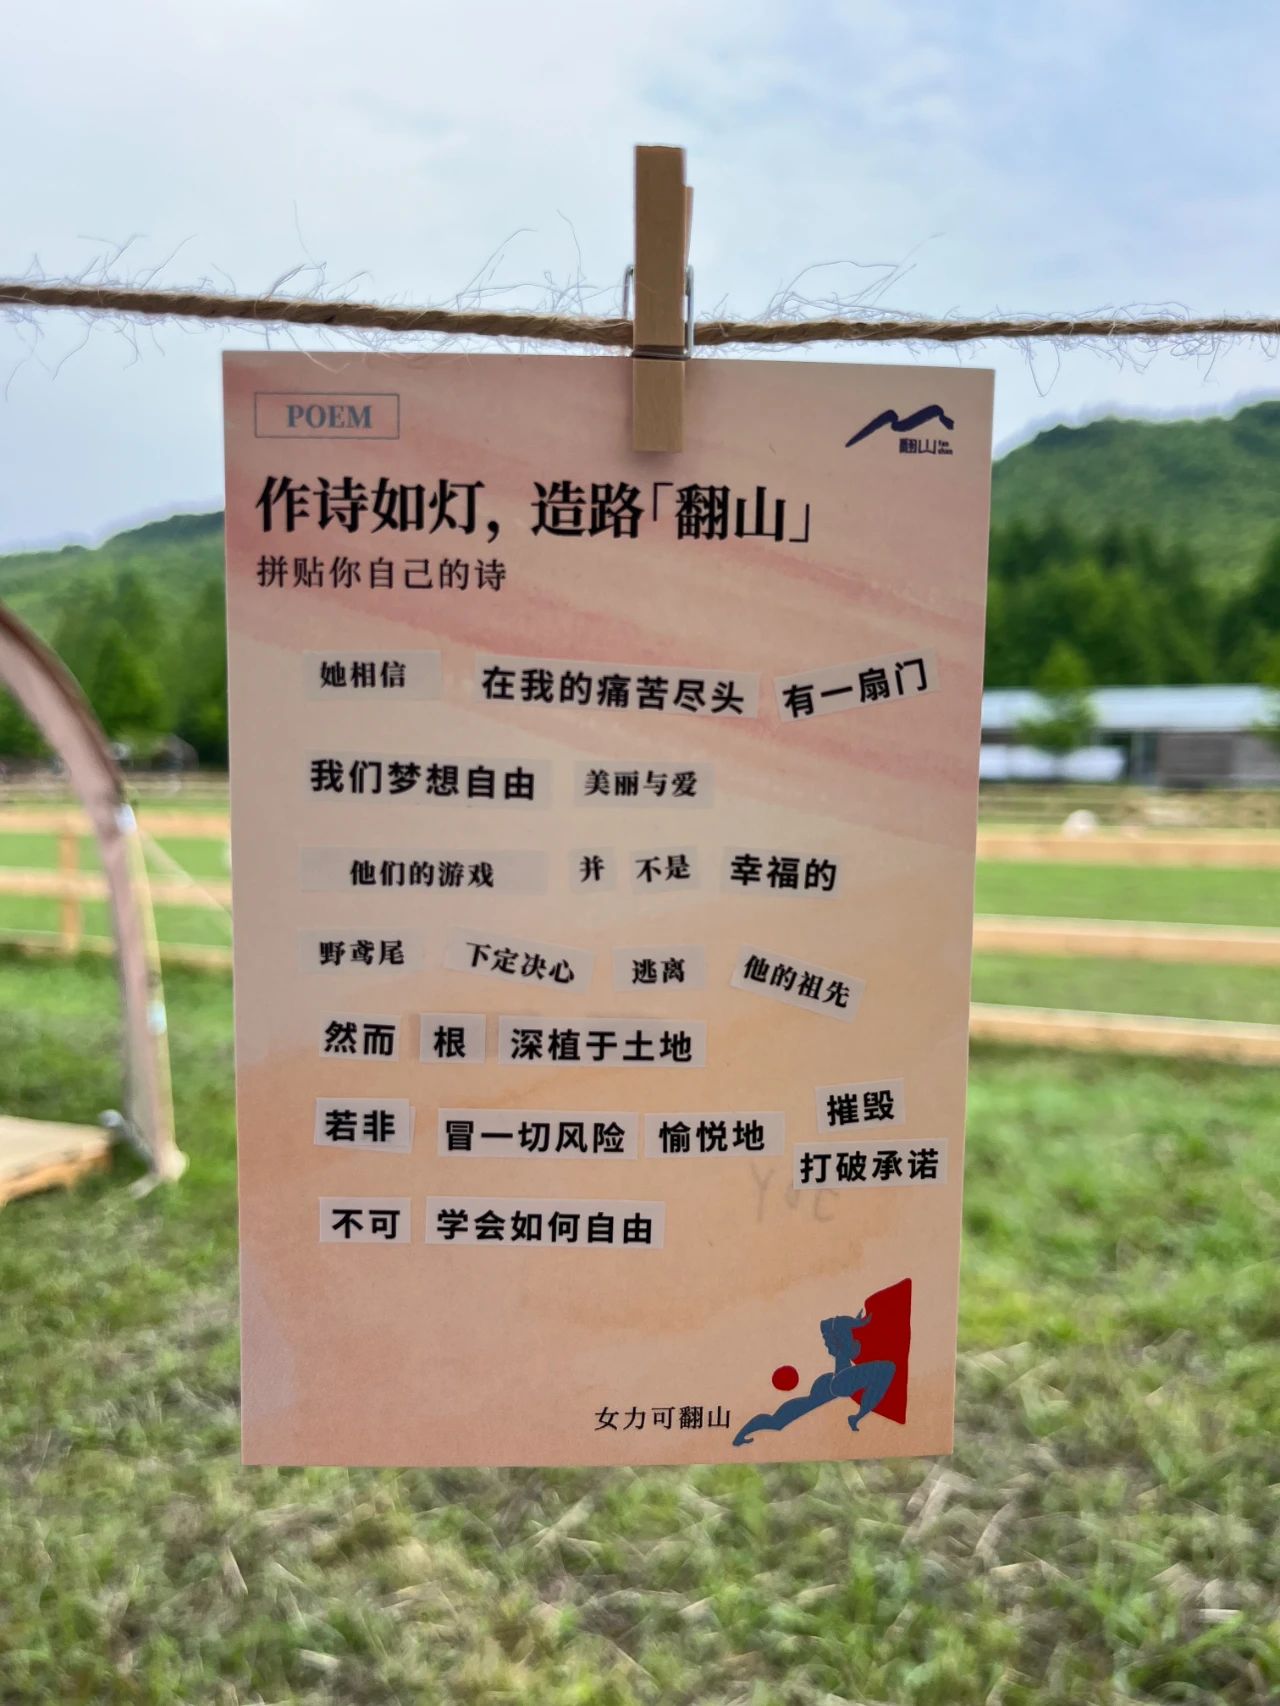 POEM
翻山 fan shan
作诗如灯，造路「翻山」
拼贴你自己的诗
她相信 在我的痛苦尽头 有一扇门
我们梦想自由 美丽与爱
他们的游戏 并 不是 幸福的
野鸢尾 下定决心 逃离 他的祖先
然而 根 深植于土地
若非 冒一切风险 愉悦地 摧毁
打破承诺
不可 学会如何自由
女力可翻山